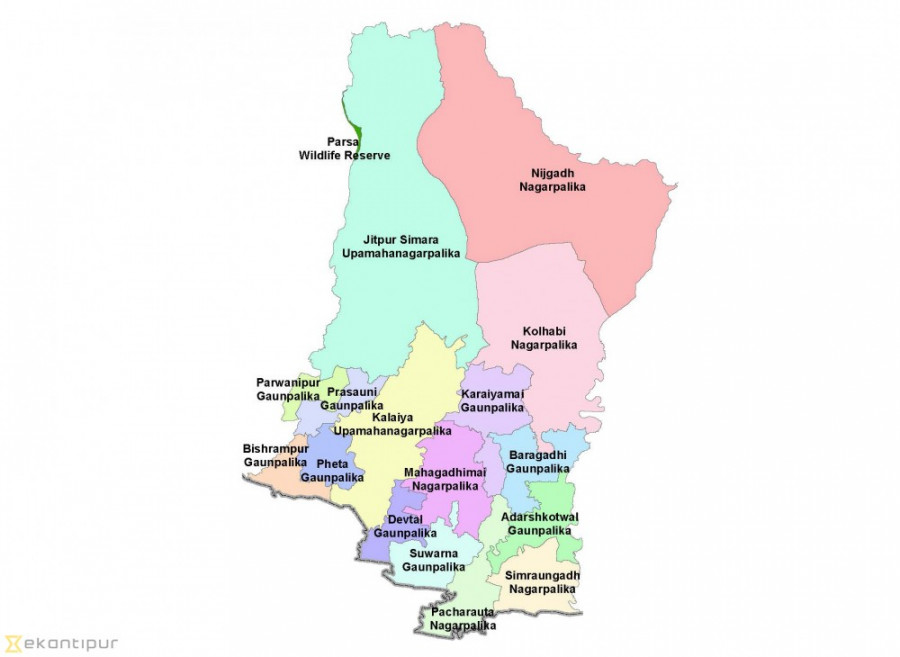 Parsa
Wildlife Reserve
Nijgadh
Nagarpalika
Jitpur Simara
Upamahanagarpalika
Kolhabi
Nagarpalika
Parwanipur
Gaunpalika
Prasauni
Gaunpalika
Karaiyamai
Gaunpalika
Kalaiya
Upamahanagarpalika
Bishrampur
Gaunpalika
Pheta
Gaunpalika
Mahagadhimai
Nagarpalika
Baragadhi
Gaunpalika
Devtal
Gaunpalika
Adarshkotwal
Gaunpalika
Suwarna
Gaunpalika
Simraungadh
Nagarpalika
Pacharauta
Nagarpalika
ekantipur